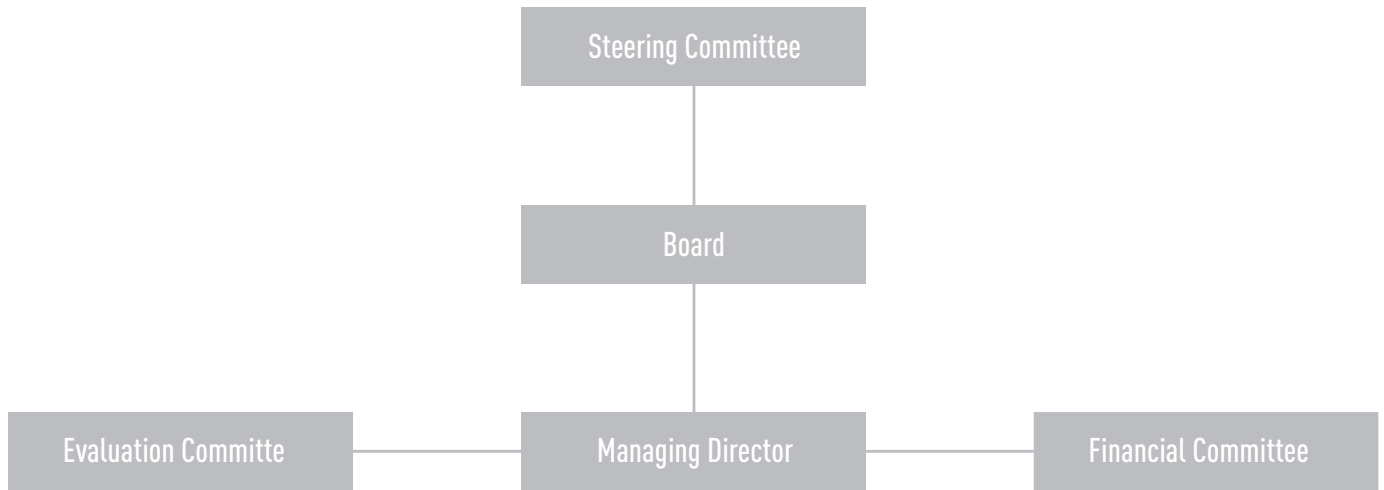 Steering Committee
Board
Evaluation Committe
Managing Director
Financial Committee